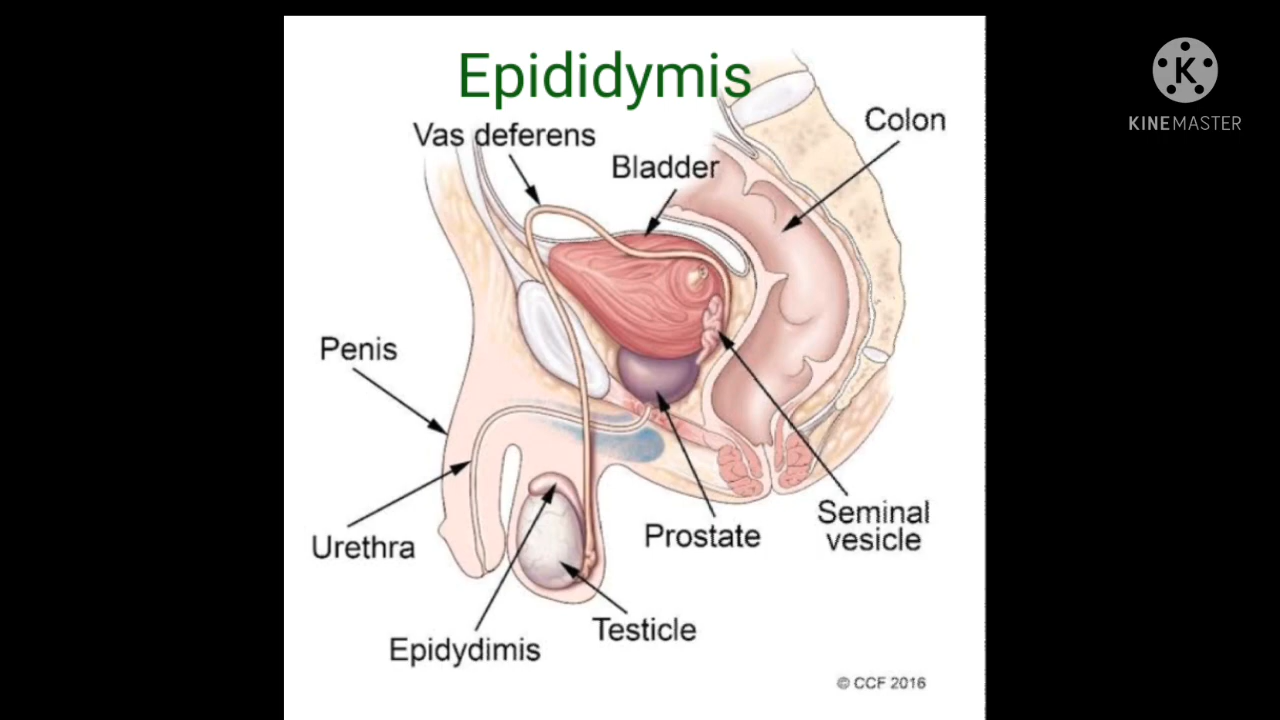 Epididymis
Vas deferens
Colon
Bladder
Penis
Urethra
Prostate
Seminal
vesicle
Testicle
Epidydimis
© CCF 2016
K
KINEMASTER